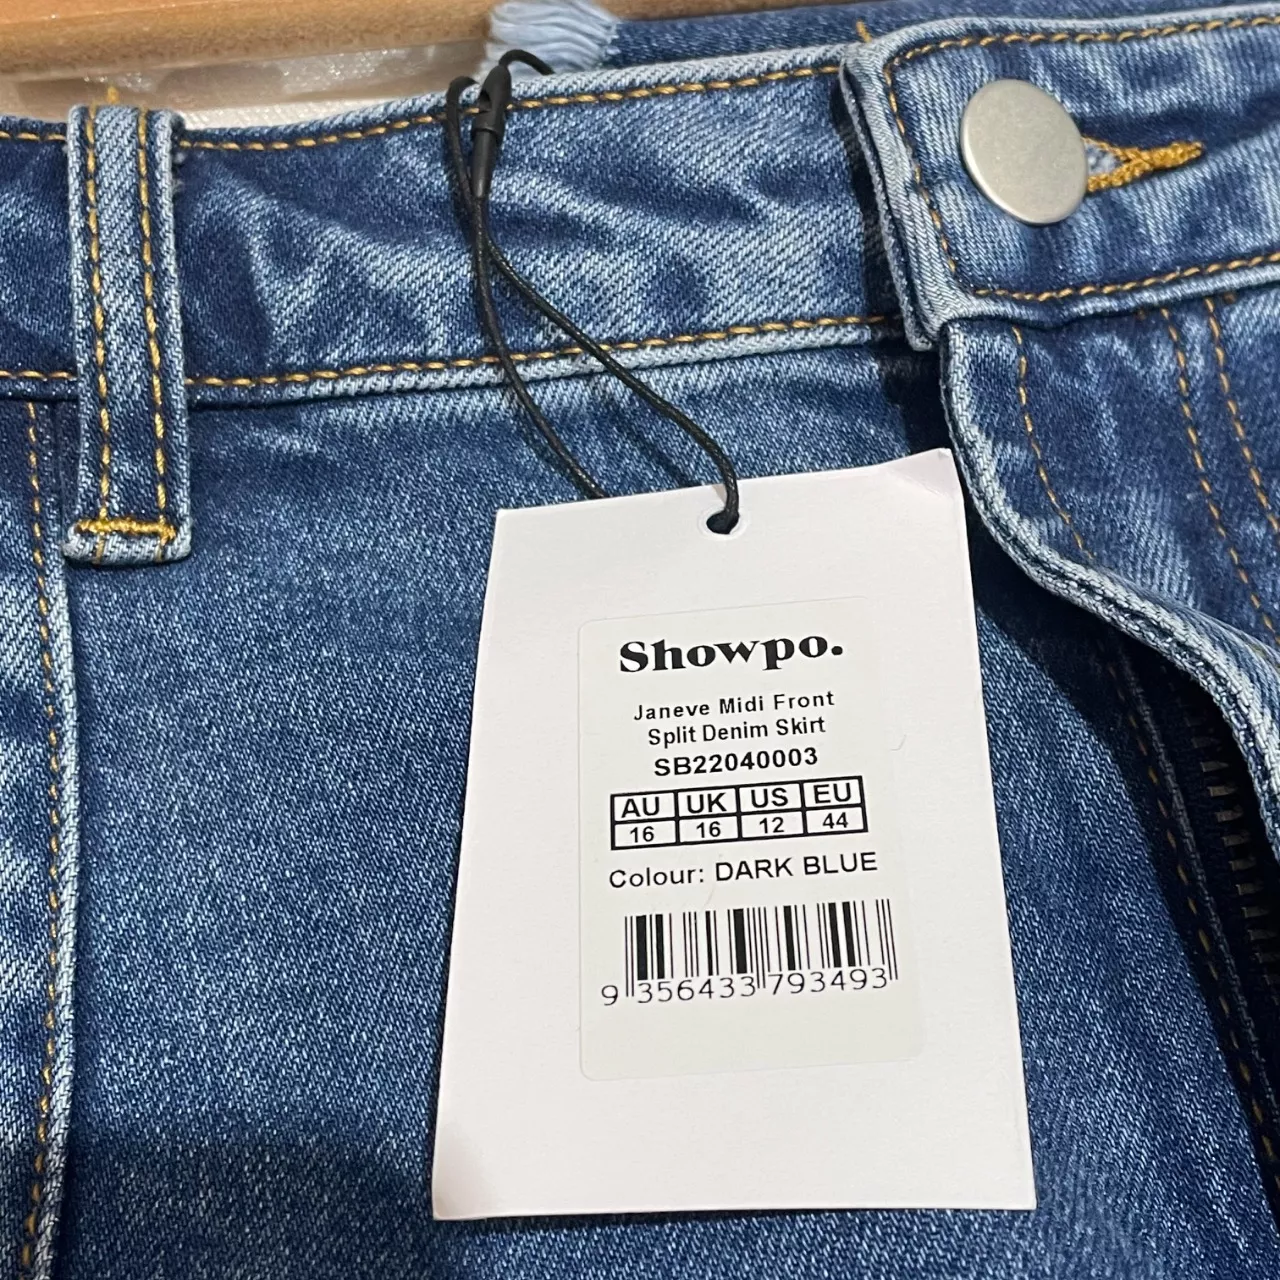 Showpo.
Janeve Midi Front
Split Denim Skirt
SB22040003
AU UK US EU
16 16 12 44
Colour: DARK BLUE
9 356433 793493